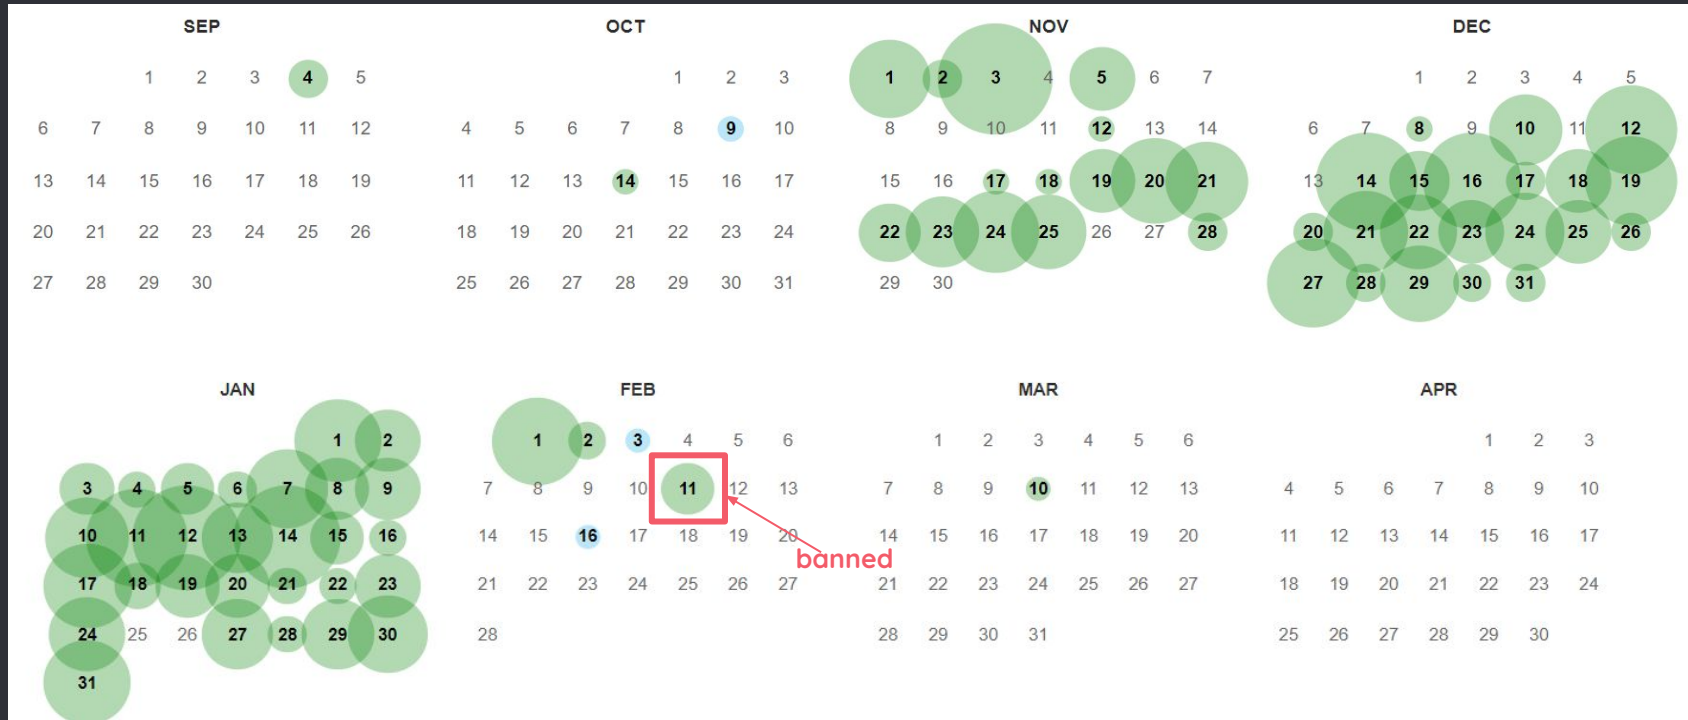 SEP OCT NOV DEC
1 2 3 4 5 1 2 3 1 2 3 4 5 6 7 1 2 3 4 5
6 7 8 9 10 11 12 4 5 6 7 8 9 10 8 9 10 11 12 13 14 6 7 8 9 10 11 12
13 14 15 16 17 18 19 11 12 13 14 15 16 17 15 16 17 18 19 20 21 13 14 15 16 17 18 19
20 21 22 23 24 25 26 18 19 20 21 22 23 24 22 23 24 25 26 27 28 20 21 22 23 24 25 26
27 28 29 30 25 26 27 28 29 30 31 29 30 27 28 29 30 31
JAN FEB MAR APR
1 2 1 2 3 4 5 6 1 2 3 4 5 6 1 2 3
3 4 5 6 7 8 9 7 8 9 10 11 12 13 7 8 9 10 11 12 13 4 5 6 7 8 9 10
10 11 12 13 14 15 16 14 15 16 17 18 19 20 14 15 16 17 18 19 20 11 12 13 14 15 16 17
banned
17 18 19 20 21 22 23 21 22 23 24 25 26 27 21 22 23 24 25 26 27 18 19 20 21 22 23 24
24 25 26 27 28 29 30 28 28 29 30 31 25 26 27 28 29 30
31